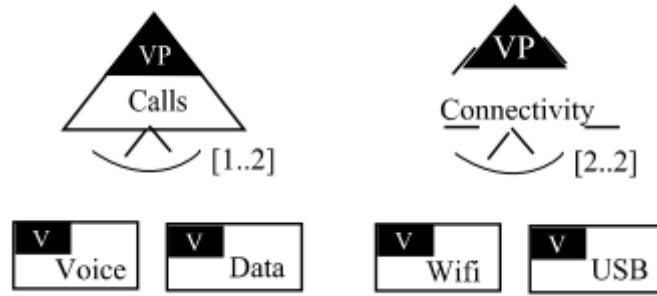 VP VP
Calls Connectivity
[1..2] [2..2]
V V V V
Voice Data Wifi USB